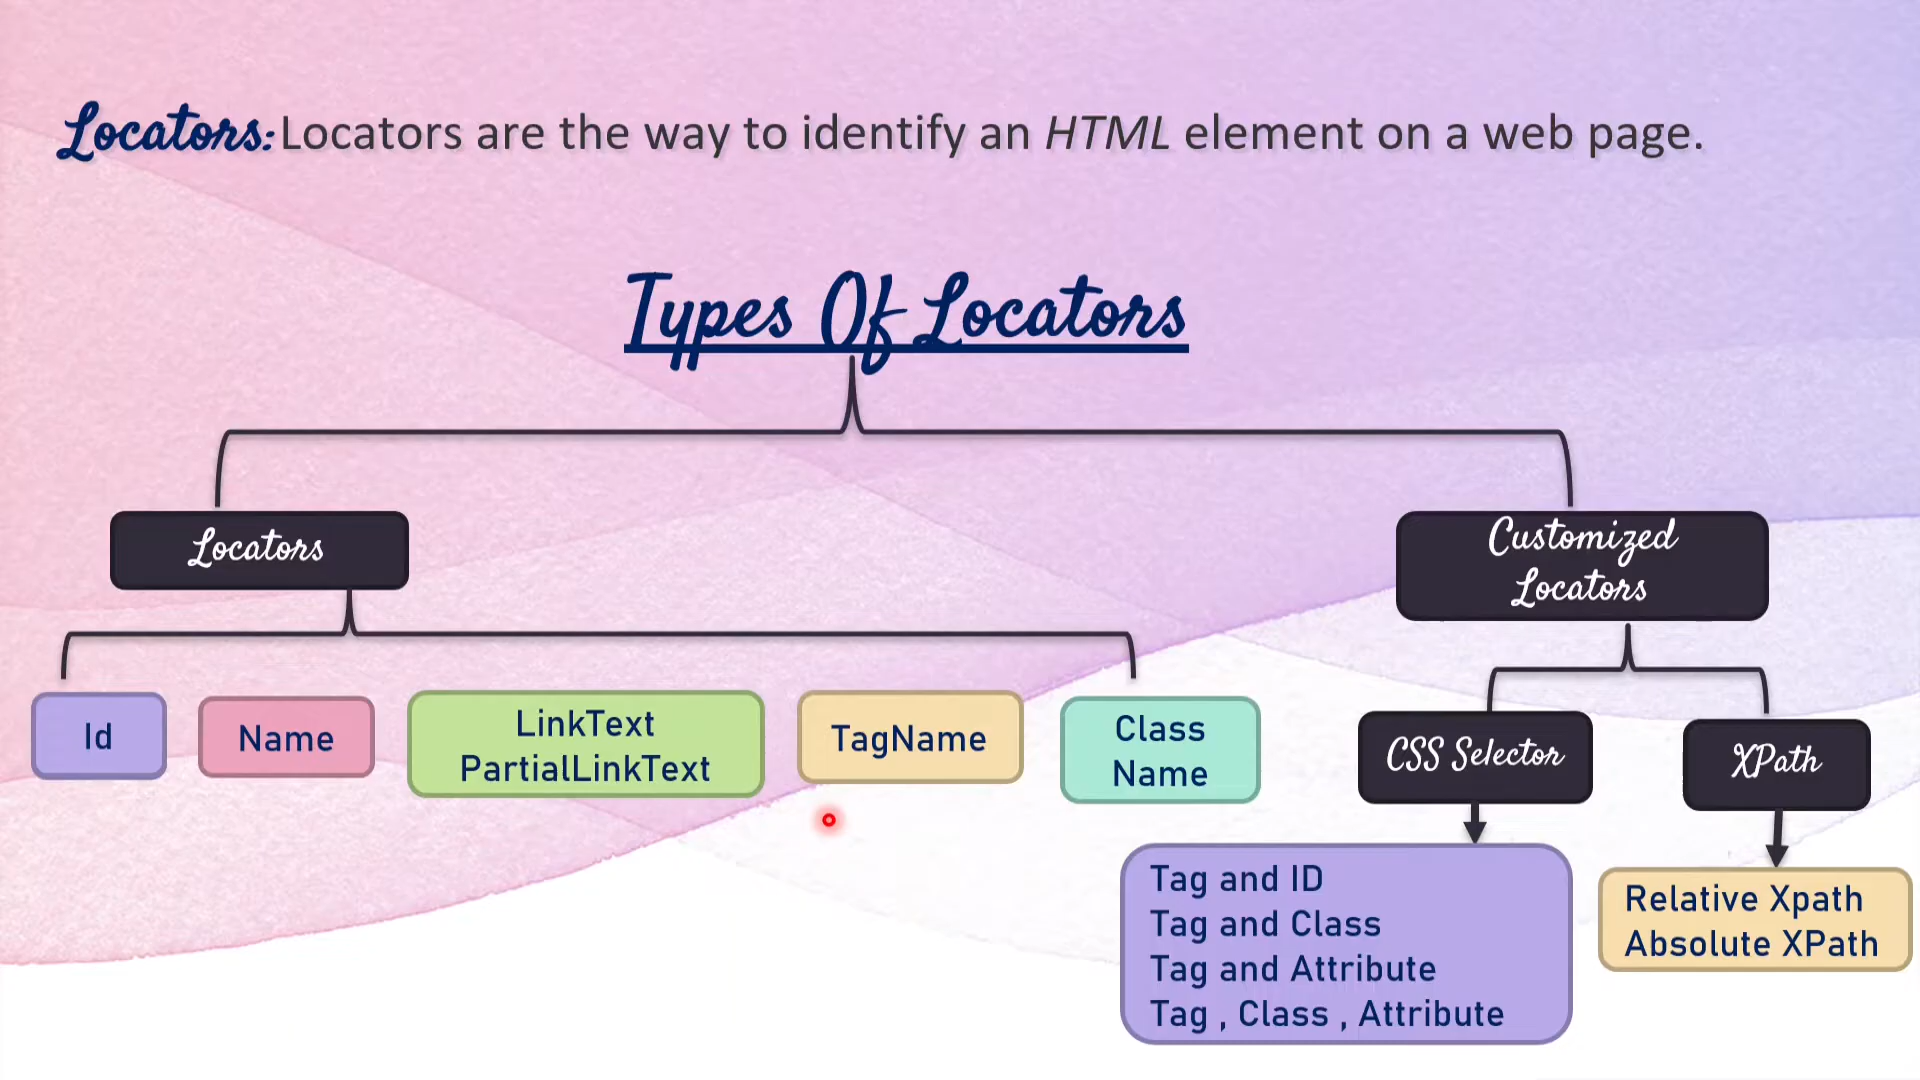 Locators: Locators are the way to identify an HTML element on a web page.
Types Of Locators
Locators
Customized
Locators
Id
Name
LinkText
PartialLinkText
TagName
Class
Name
CSS Selector
XPath
Tag and ID
Tag and Class
Tag and Attribute
Tag , Class , Attribute
Relative Xpath
Absolute XPath